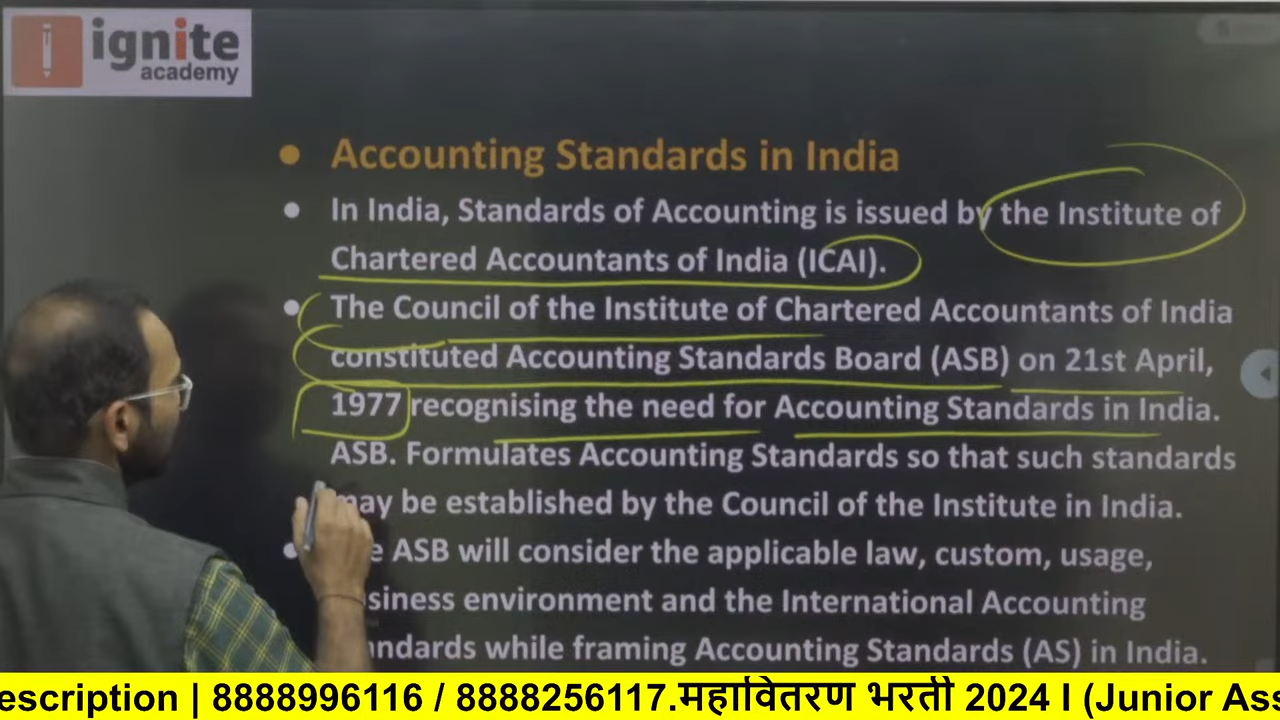 ignite
academy
Accounting Standards in India
In India, Standards of Accounting is issued by the Institute of
Chartered Accountants of India (ICAI).
The Council of the Institute of Chartered Accountants of India
constituted Accounting Standards Board (ASB) on 21st April,
1977 recognising the need for Accounting Standards in India.
ASB. Formulates Accounting Standards so that such standards
may be established by the Council of the Institute in India.
ASB will consider the applicable law, custom, usage,
environment and the International Accounting
while framing Accounting Standards (AS) in India.
escription | 8888996116 / 8888256117.महावितरण भरती 2024 I (Junior Ass